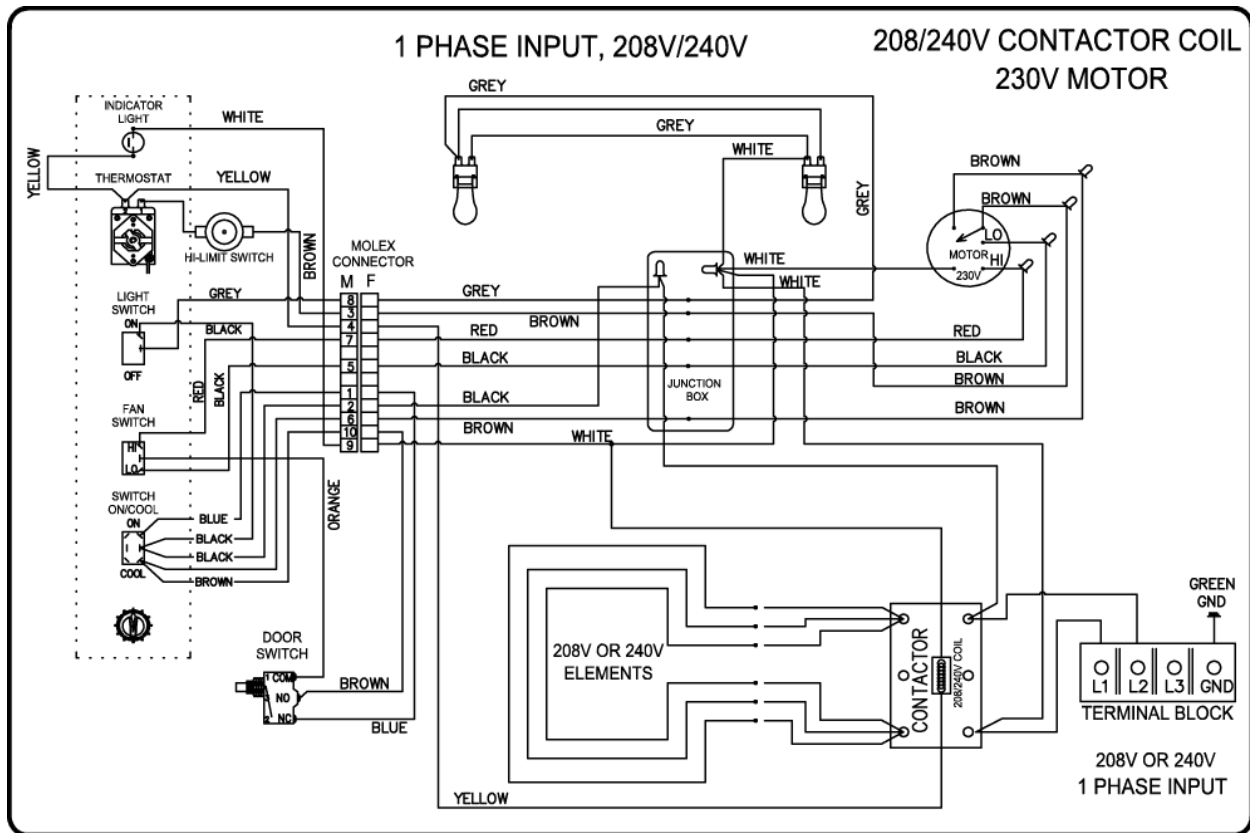 1 PHASE INPUT, 208V/240V
208/240V CONTACTOR COIL
230V MOTOR
INDICATOR
LIGHT
WHITE
YELLOW
THERMOSTAT
YELLOW
HI-LIMIT SWITCH
BROWN
GREY
GREY
WHITE
GREY
BROWN
BROWN
LO
MOTOR
HI
230V
WHITE
WHITE
MOLEX
CONNECTOR
M F
8
3
4
7
5
1
2
6
10
9
LIGHT
SWITCH
ON
OFF
GREY
BLACK
GREY
BROWN
RED
BLACK
BLACK
BROWN
WHITE
RED
BLACK
BROWN
BROWN
JUNCTION
BOX
RED
BLACK
FAN
SWITCH
HI
LO
SWITCH
ON/COOL
ON
COOL
BLUE
BLACK
BLACK
BROWN
ORANGE
DOOR
SWITCH
1 COM
NO
2 NC
BROWN
BLUE
YELLOW
208V OR 240V
ELEMENTS
CONTACTOR
208/240V COIL
GREEN
GND
L1 L2 L3 GND
TERMINAL BLOCK
208V OR 240V
1 PHASE INPUT